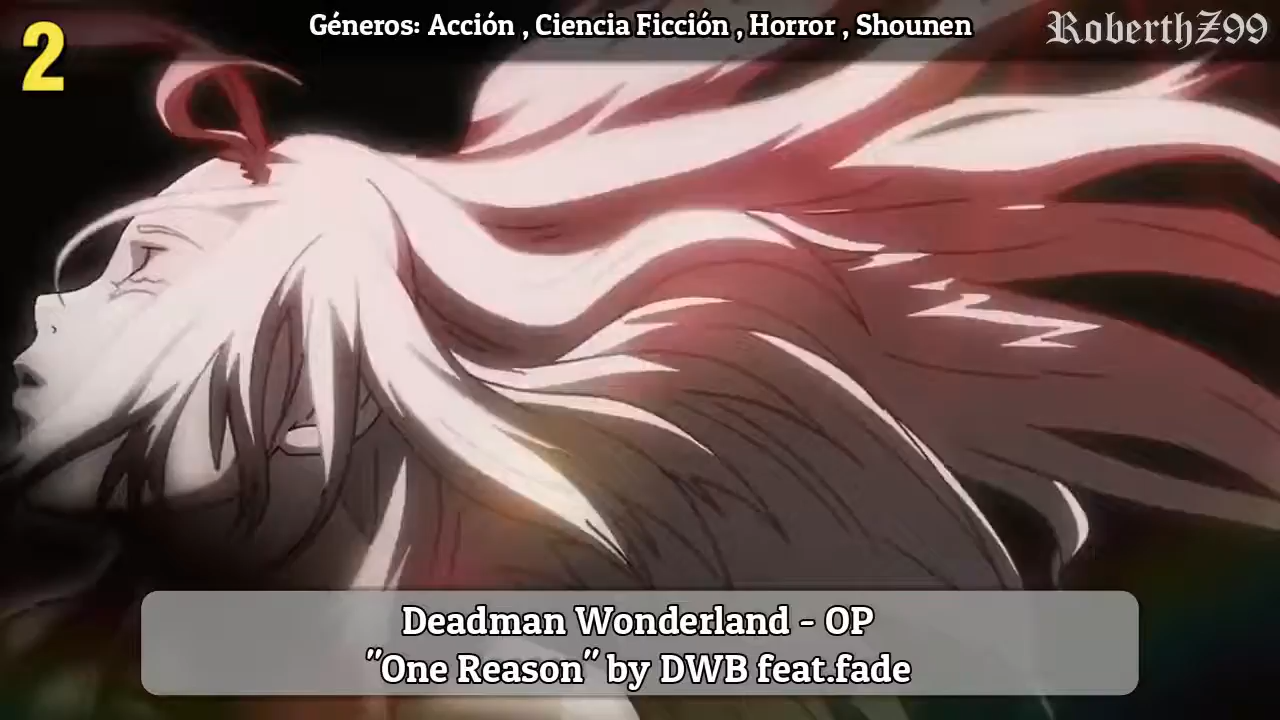 Géneros: Acción , Ciencia Ficción , Horror , Shounen
RoberthZ99
2
Deadman Wonderland - OP
"One Reason" by DWB feat.fade